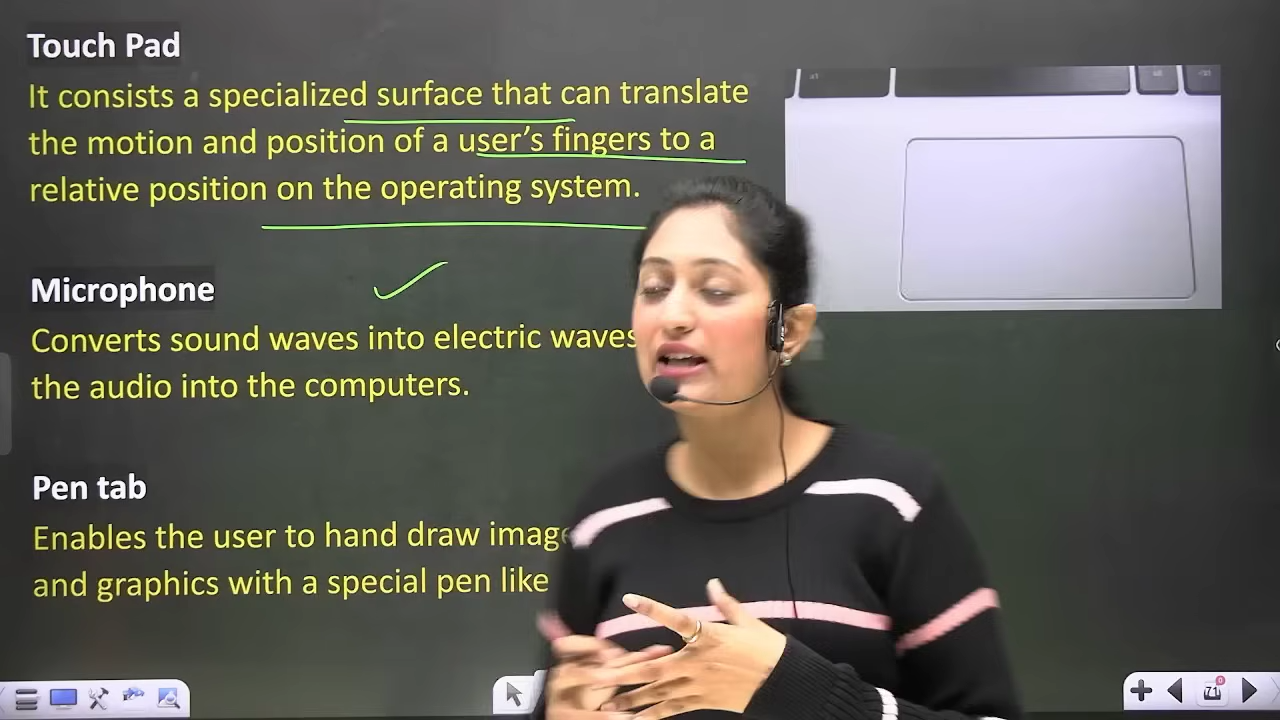 Touch Pad
It consists a specialized surface that can translate
the motion and position of a user's fingers to a
relative position on the operating system.
Microphone
Converts sound waves into electric waves
the audio into the computers.
Pen tab
Enables the user to hand draw
and graphics with a special pen like
71
0